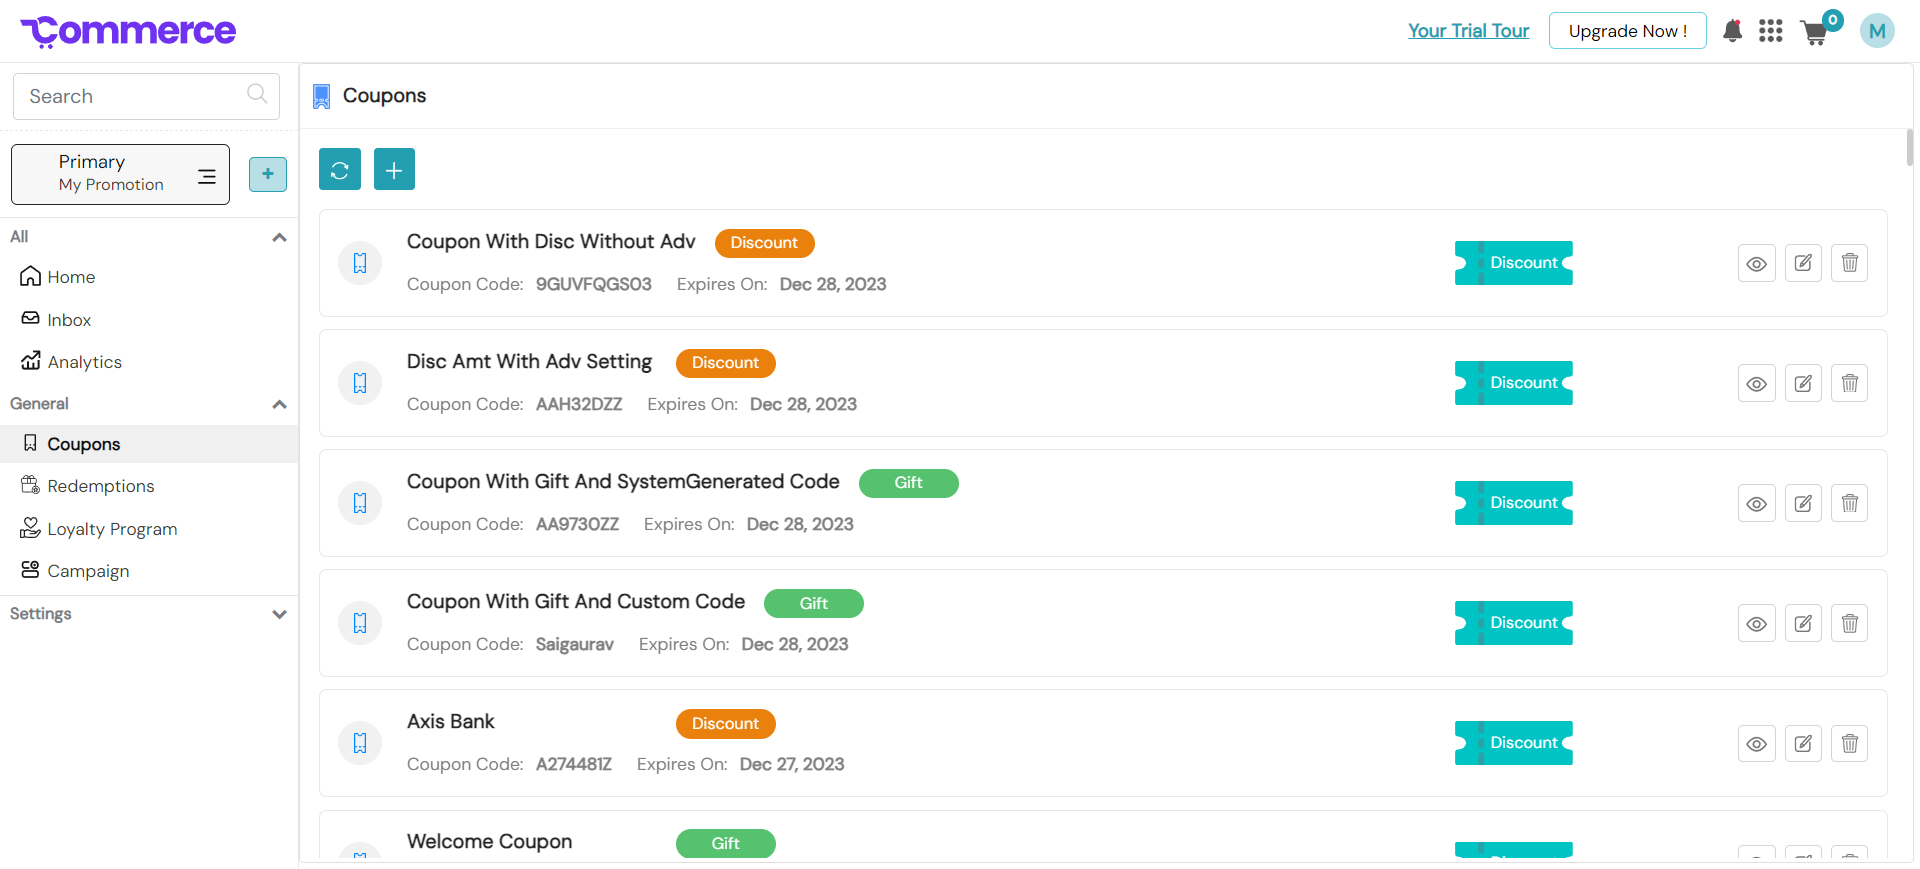 Commerce
Your Trial Tour
Upgrade Now !
0
M
Search
Coupons
Primary
My Promotion
All
Home
Inbox
Analytics
General
Coupons
Redemptions
Loyalty Program
Campaign
Settings
Coupon With Disc Without Adv Discount
Coupon Code: 9GUVFQGS03 Expires On: Dec 28, 2023
Discount
Disc Amt With Adv Setting Discount
Coupon Code: AAH32DZZ Expires On: Dec 28, 2023
Discount
Coupon With Gift And SystemGenerated Code Gift
Coupon Code: AA9730ZZ Expires On: Dec 28, 2023
Discount
Coupon With Gift And Custom Code Gift
Coupon Code: Saigaurav Expires On: Dec 28, 2023
Discount
Axis Bank Discount
Coupon Code: A274481Z Expires On: Dec 27, 2023
Discount
Welcome Coupon Gift